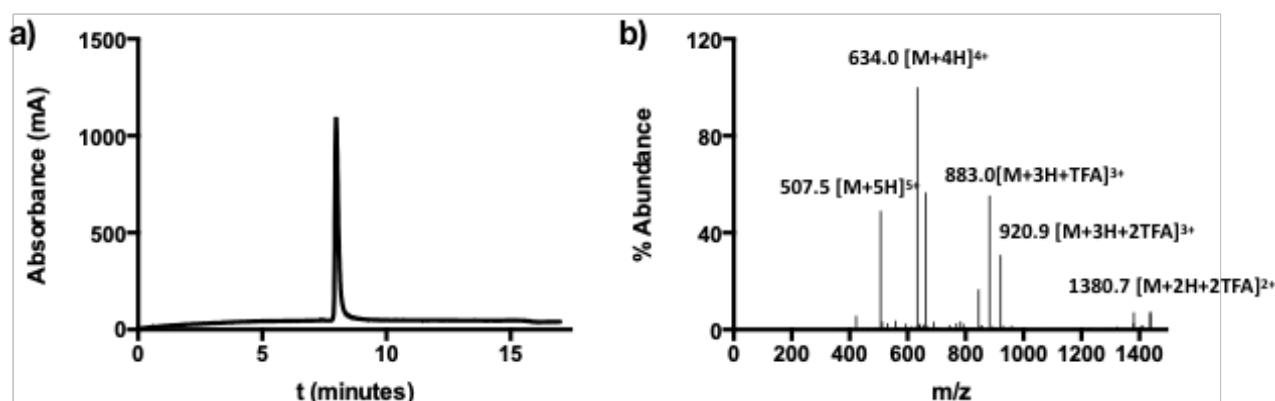 a)
1500
1000
500
0
Absorbance (mA)
0 5 10 15
t (minutes)
b)
120
80
40
0
% Abundance
634.0 [M+4H]⁴⁺
507.5 [M+5H]⁵⁺
883.0[M+3H+TFA]³⁺
920.9 [M+3H+2TFA]³⁺
1380.7 [M+2H+2TFA]²⁺
0 200 400 600 800 1000 1200 1400
m/z